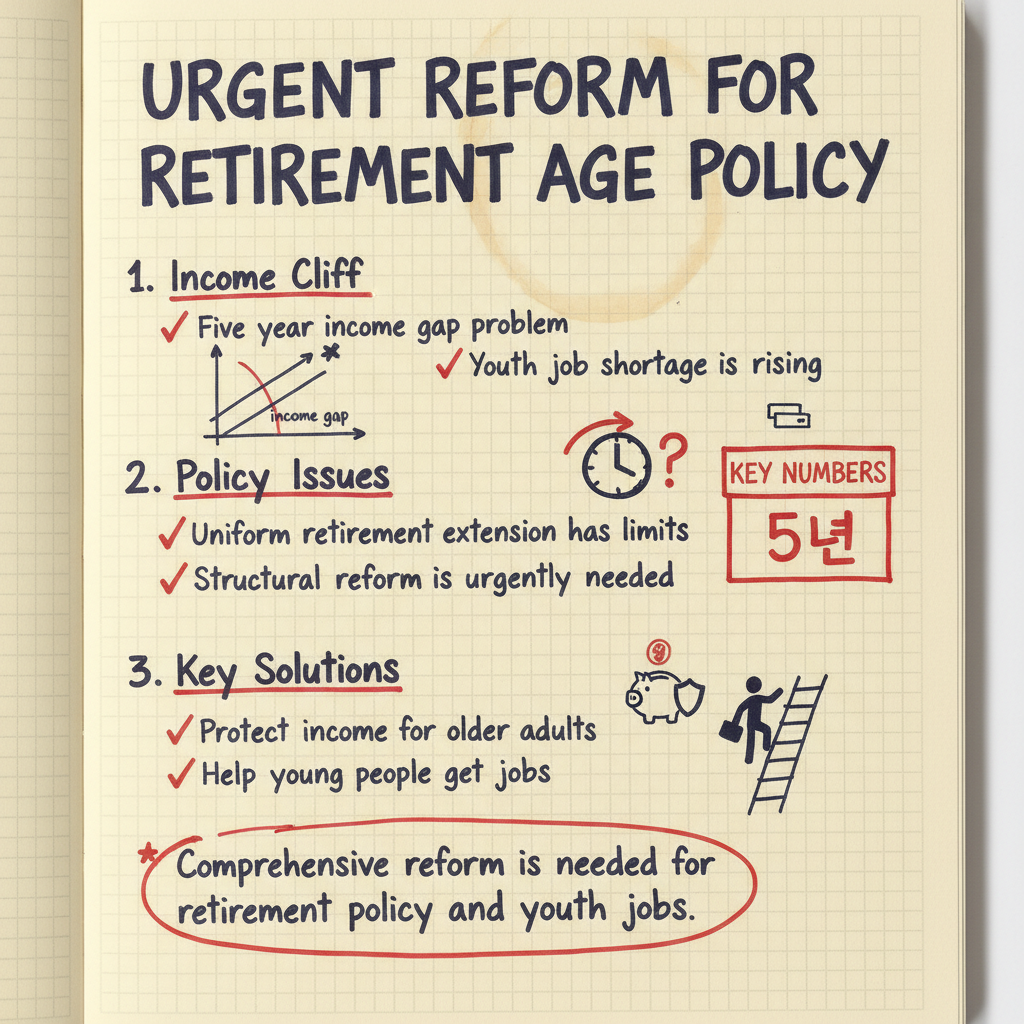 URGENT REFORM FOR
RETIREMENT AGE POLICY
1. Income Cliff
✓ Five year income gap problem
✓ Youth job shortage is rising
income gap
2. Policy Issues
✓ Uniform retirement extension has limits
✓ Structural reform is urgently needed
?
KEY NUMBERS
5년
3. Key Solutions
✓ Protect income for older adults
✓ Help young people get jobs
* Comprehensive reform is needed for
retirement policy and youth jobs.